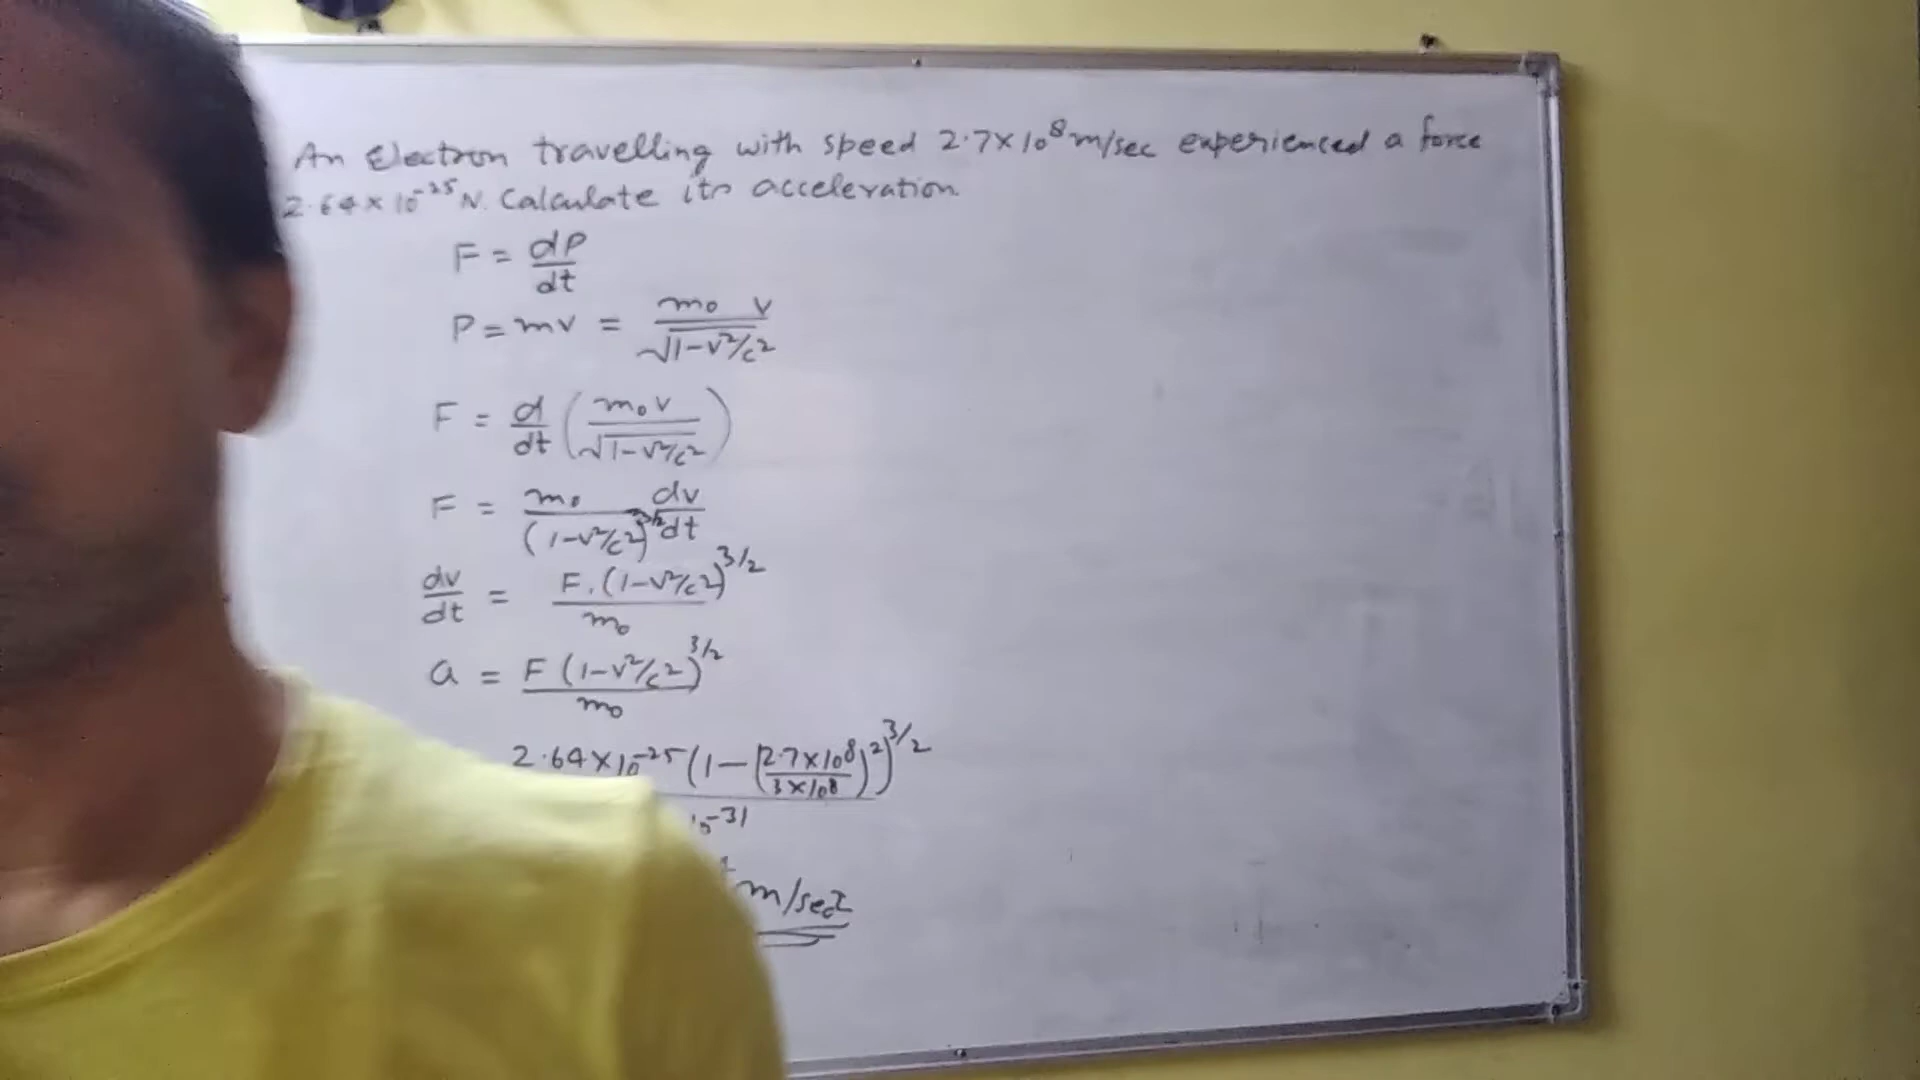 An Electron travelling with speed 2.7×10⁸ m/sec experienced a force
2.64×10⁻²⁵ N. Calculate its acceleration.
F = dP/dt
P = mv = m₀ v/√(1-v²/c²)
F = d/dt (m₀v/√(1-v²/c²))
F = m₀/(1-v²/c²)^3/2 dv/dt
dv/dt = F.(1-v²/c²)^3/2/m₀
a = F(1-v²/c²)^3/2/m₀
2.64×10⁻²⁵(1-(2.7×10⁸/3×10⁸)²)^3/2
10⁻³¹
m/sec²